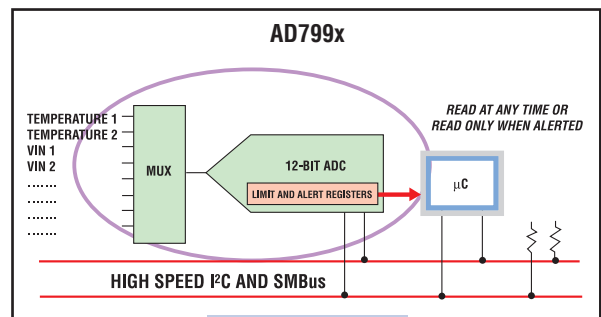 AD799x
TEMPERATURE 1
TEMPERATURE 2
VIN 1
VIN 2
......
......
......
......
MUX
12-BIT ADC
LIMIT AND ALERT REGISTERS
READ AT ANY TIME OR
READ ONLY WHEN ALERTED
μC
HIGH SPEED I²C AND SMBus